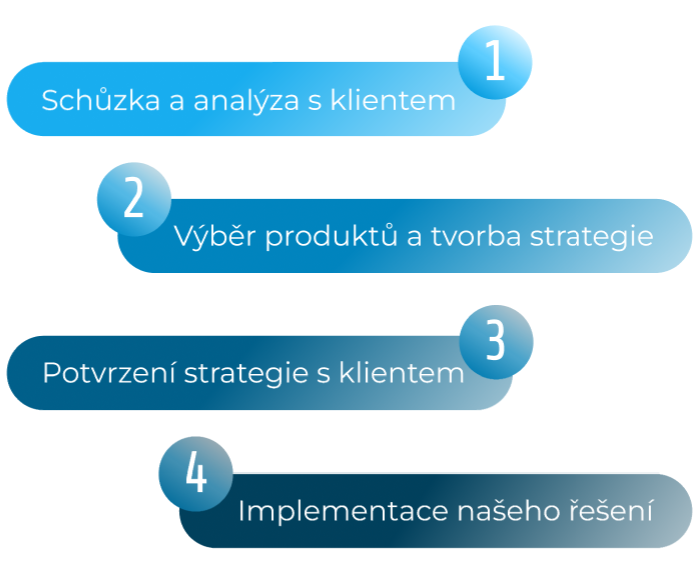 1
Schůzka a analýza s klientem
2
Výběr produktů a tvorba strategie
3
Potvrzení strategie s klientem
4
Implementace našeho řešení